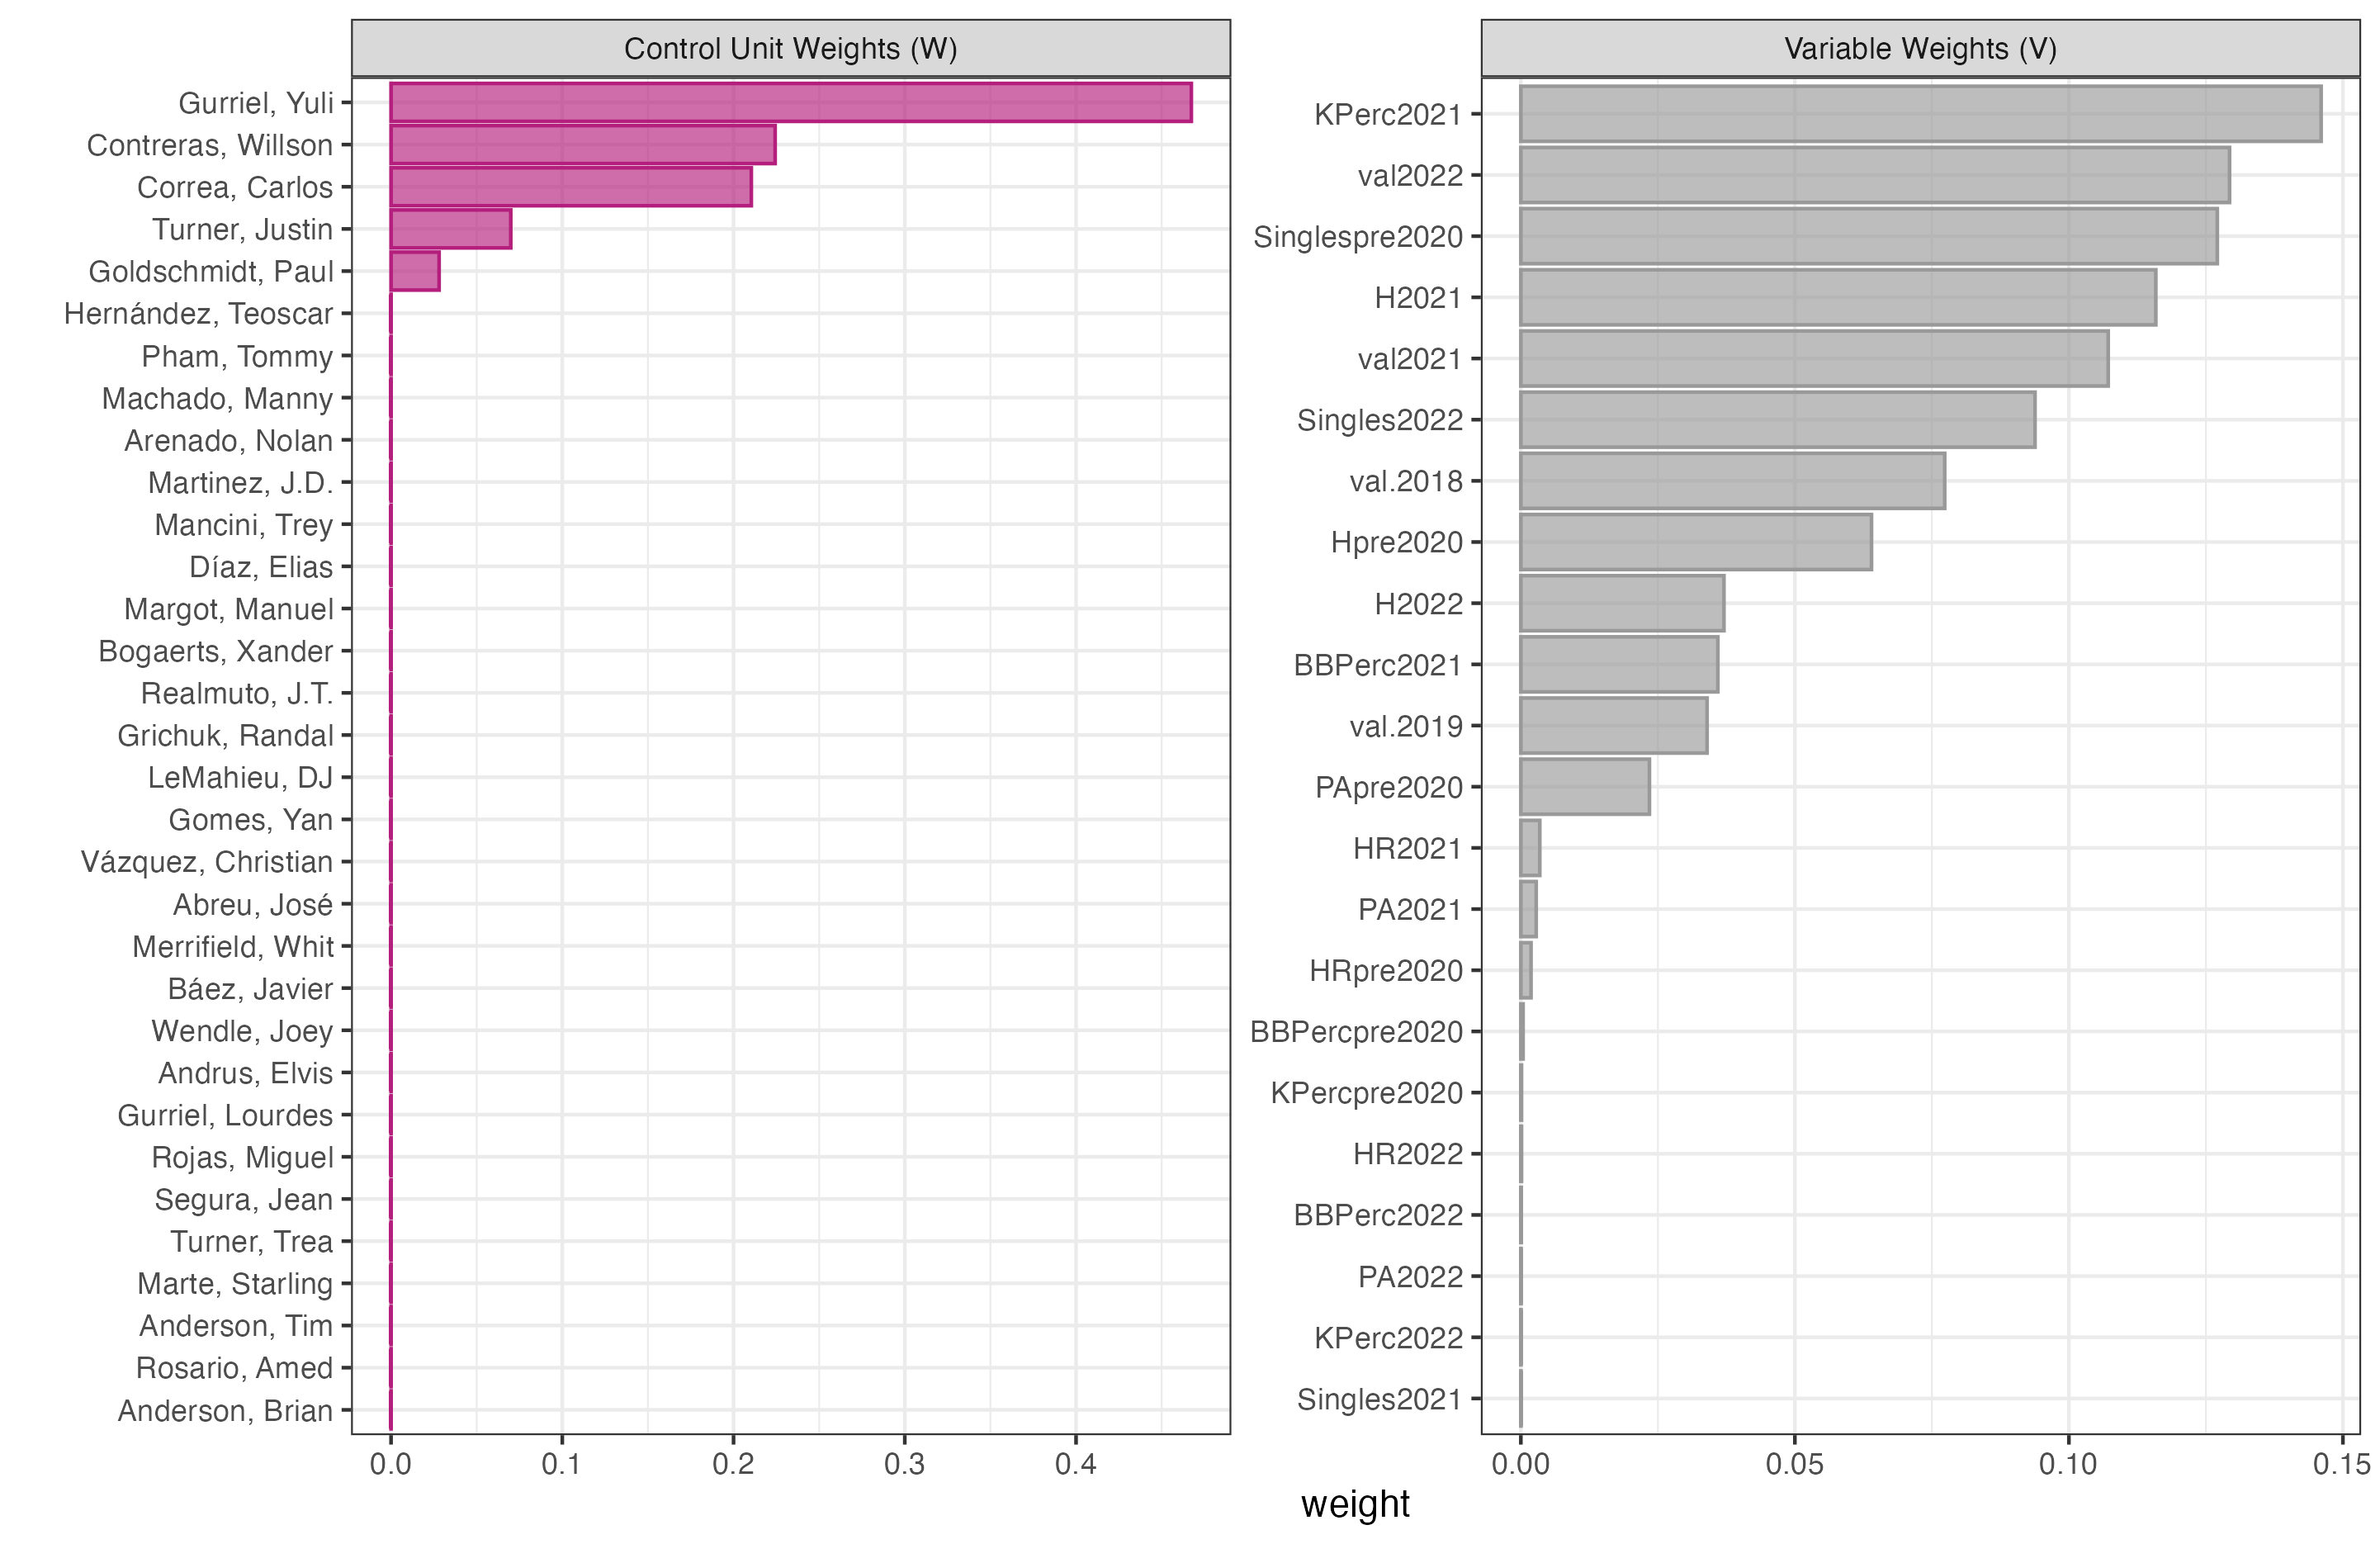 Control Unit Weights (W)
Gurriel, Yuli
Contreras, Willson
Correa, Carlos
Turner, Justin
Goldschmidt, Paul
Hernández, Teoscar
Pham, Tommy
Machado, Manny
Arenado, Nolan
Martinez, J.D.
Mancini, Trey
Díaz, Elias
Margot, Manuel
Bogaerts, Xander
Realmuto, J.T.
Grichuk, Randal
LeMahieu, DJ
Gomes, Yan
Vázquez, Christian
Abreu, José
Merrifield, Whit
Báez, Javier
Wendle, Joey
Andrus, Elvis
Gurriel, Lourdes
Rojas, Miguel
Segura, Jean
Turner, Trea
Marte, Starling
Anderson, Tim
Rosario, Amed
Anderson, Brian
0.0 0.1 0.2 0.3 0.4
Variable Weights (V)
KPerc2021
val2022
Singlespre2020
H2021
val2021
Singles2022
val.2018
Hpre2020
H2022
BBPerc2021
val.2019
PApre2020
HR2021
PA2021
HRpre2020
BBPercpre2020
KPercpre2020
HR2022
BBPerc2022
PA2022
KPerc2022
Singles2021
0.00 0.05 0.10 0.15
weight